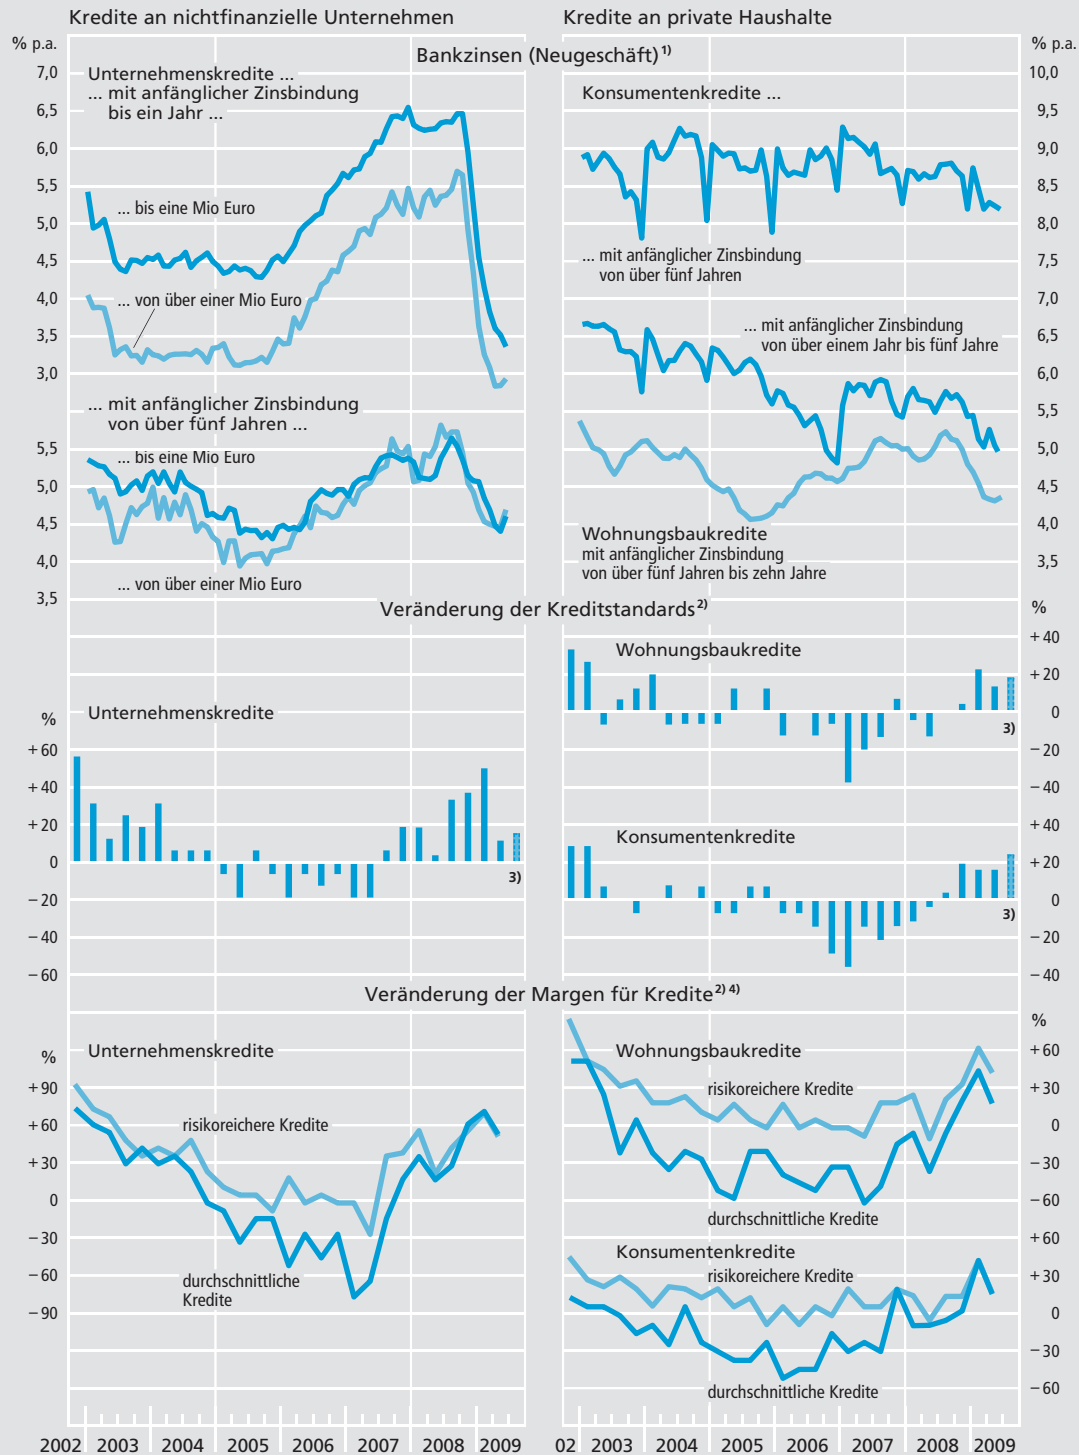 Kredite an nichtfinanzielle Unternehmen
Kredite an private Haushalte
% p.a.
Bankzinsen (Neugeschäft)1)
% p.a.
7,0
6,5
6,0
5,5
5,0
4,5
4,0
3,5
3,0
5,5
5,0
4,5
4,0
3,5
Unternehmenskredite ...
... mit anfänglicher Zinsbindung
bis ein Jahr ...
... bis eine Mio Euro
... von über einer Mio Euro
... mit anfänglicher Zinsbindung
von über fünf Jahren ...
... bis eine Mio Euro
... von über einer Mio Euro
Konsumentenkredite ...
... mit anfänglicher Zinsbindung
von über fünf Jahren
... mit anfänglicher Zinsbindung
von über einem Jahr bis fünf Jahre
Wohnungsbaukredite
mit anfänglicher Zinsbindung
von über fünf Jahren bis zehn Jahre
10,0
9,5
9,0
8,5
8,0
7,5
7,0
6,5
6,0
5,5
5,0
4,5
4,0
3,5
Veränderung der Kreditstandards2)
%
Unternehmenskredite
+ 60
+ 40
+ 20
0
− 20
− 40
− 60
3)
%
Wohnungsbaukredite
+ 40
+ 20
0
− 20
− 40
3)
Konsumentenkredite
+ 40
+ 20
0
− 20
− 40
3)
Veränderung der Margen für Kredite2) 4)
%
Unternehmenskredite
+ 90
+ 60
+ 30
0
− 30
− 60
− 90
risikoreichere Kredite
durchschnittliche
Kredite
%
Wohnungsbaukredite
risikoreichere Kredite
durchschnittliche Kredite
+ 60
+ 30
0
− 30
− 60
Konsumentenkredite
risikoreichere Kredite
durchschnittliche Kredite
+ 60
+ 30
0
− 30
− 60
2002 2003 2004 2005 2006 2007 2008 2009
02 2003 2004 2005 2006 2007 2008 2009